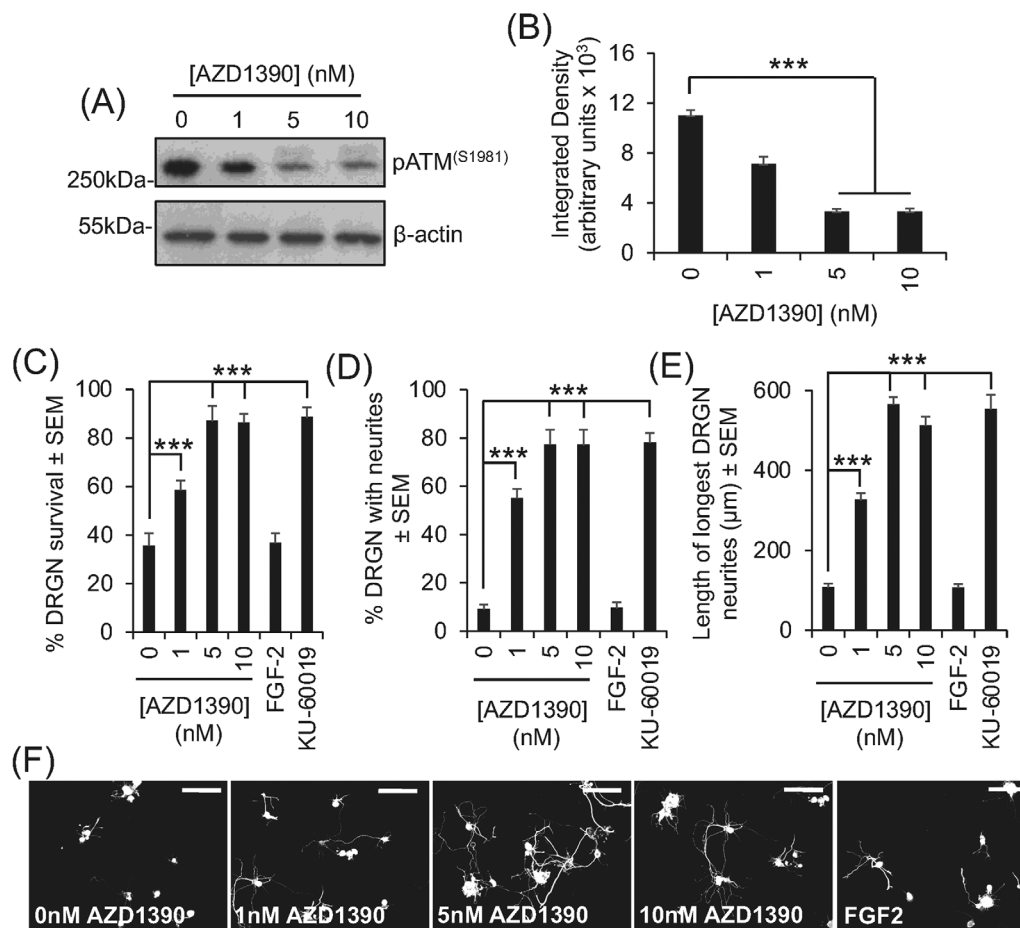 (A)
[AZD1390] (nM)
0 1 5 10
pATM(S1981)
250kDa-
55kDa-
β-actin
(B)
Integrated Density
(arbitrary units x 10³)
16
12
8
4
0
***
0 1 5 10
[AZD1390] (nM)
(C)
% DRGN survival ± SEM
100
80
60
40
20
0
***
***
0 1 5 10 FGF-2 KU-60019
[AZD1390]
(nM)
(D)
% DRGN with neurites
± SEM
100
80
60
40
20
0
***
***
0 1 5 10 FGF-2 KU-60019
[AZD1390]
(nM)
(E)
Length of longest DRGN
neurites (µm) ± SEM
600
400
200
0
***
***
0 1 5 10 FGF-2 KU-60019
[AZD1390]
(nM)
(F)
0nM AZD1390
1nM AZD1390
5nM AZD1390
10nM AZD1390
FGF2